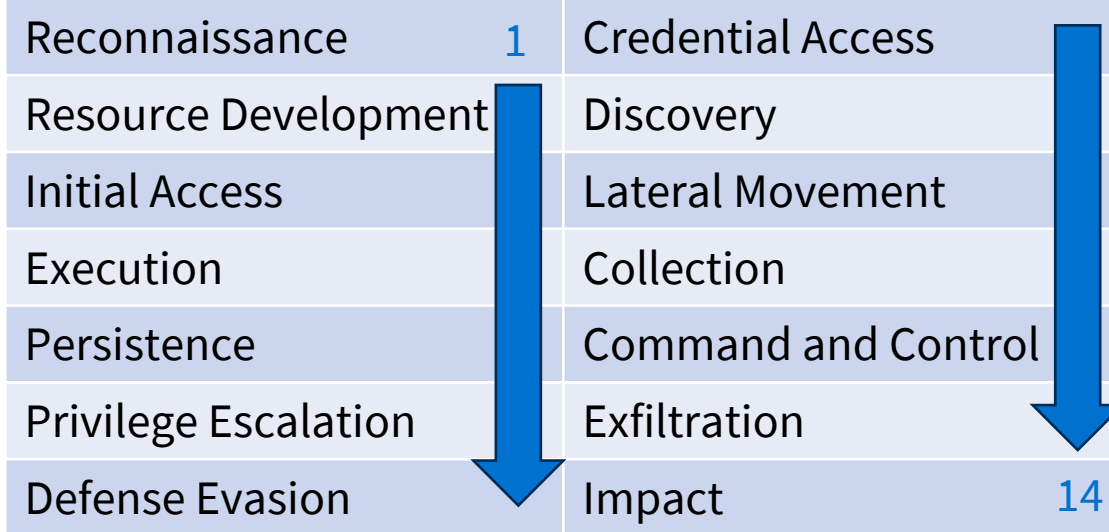 Reconnaissance 1
Resource Development
Initial Access
Execution
Persistence
Privilege Escalation
Defense Evasion
Credential Access
Discovery
Lateral Movement
Collection
Command and Control
Exfiltration
Impact 14